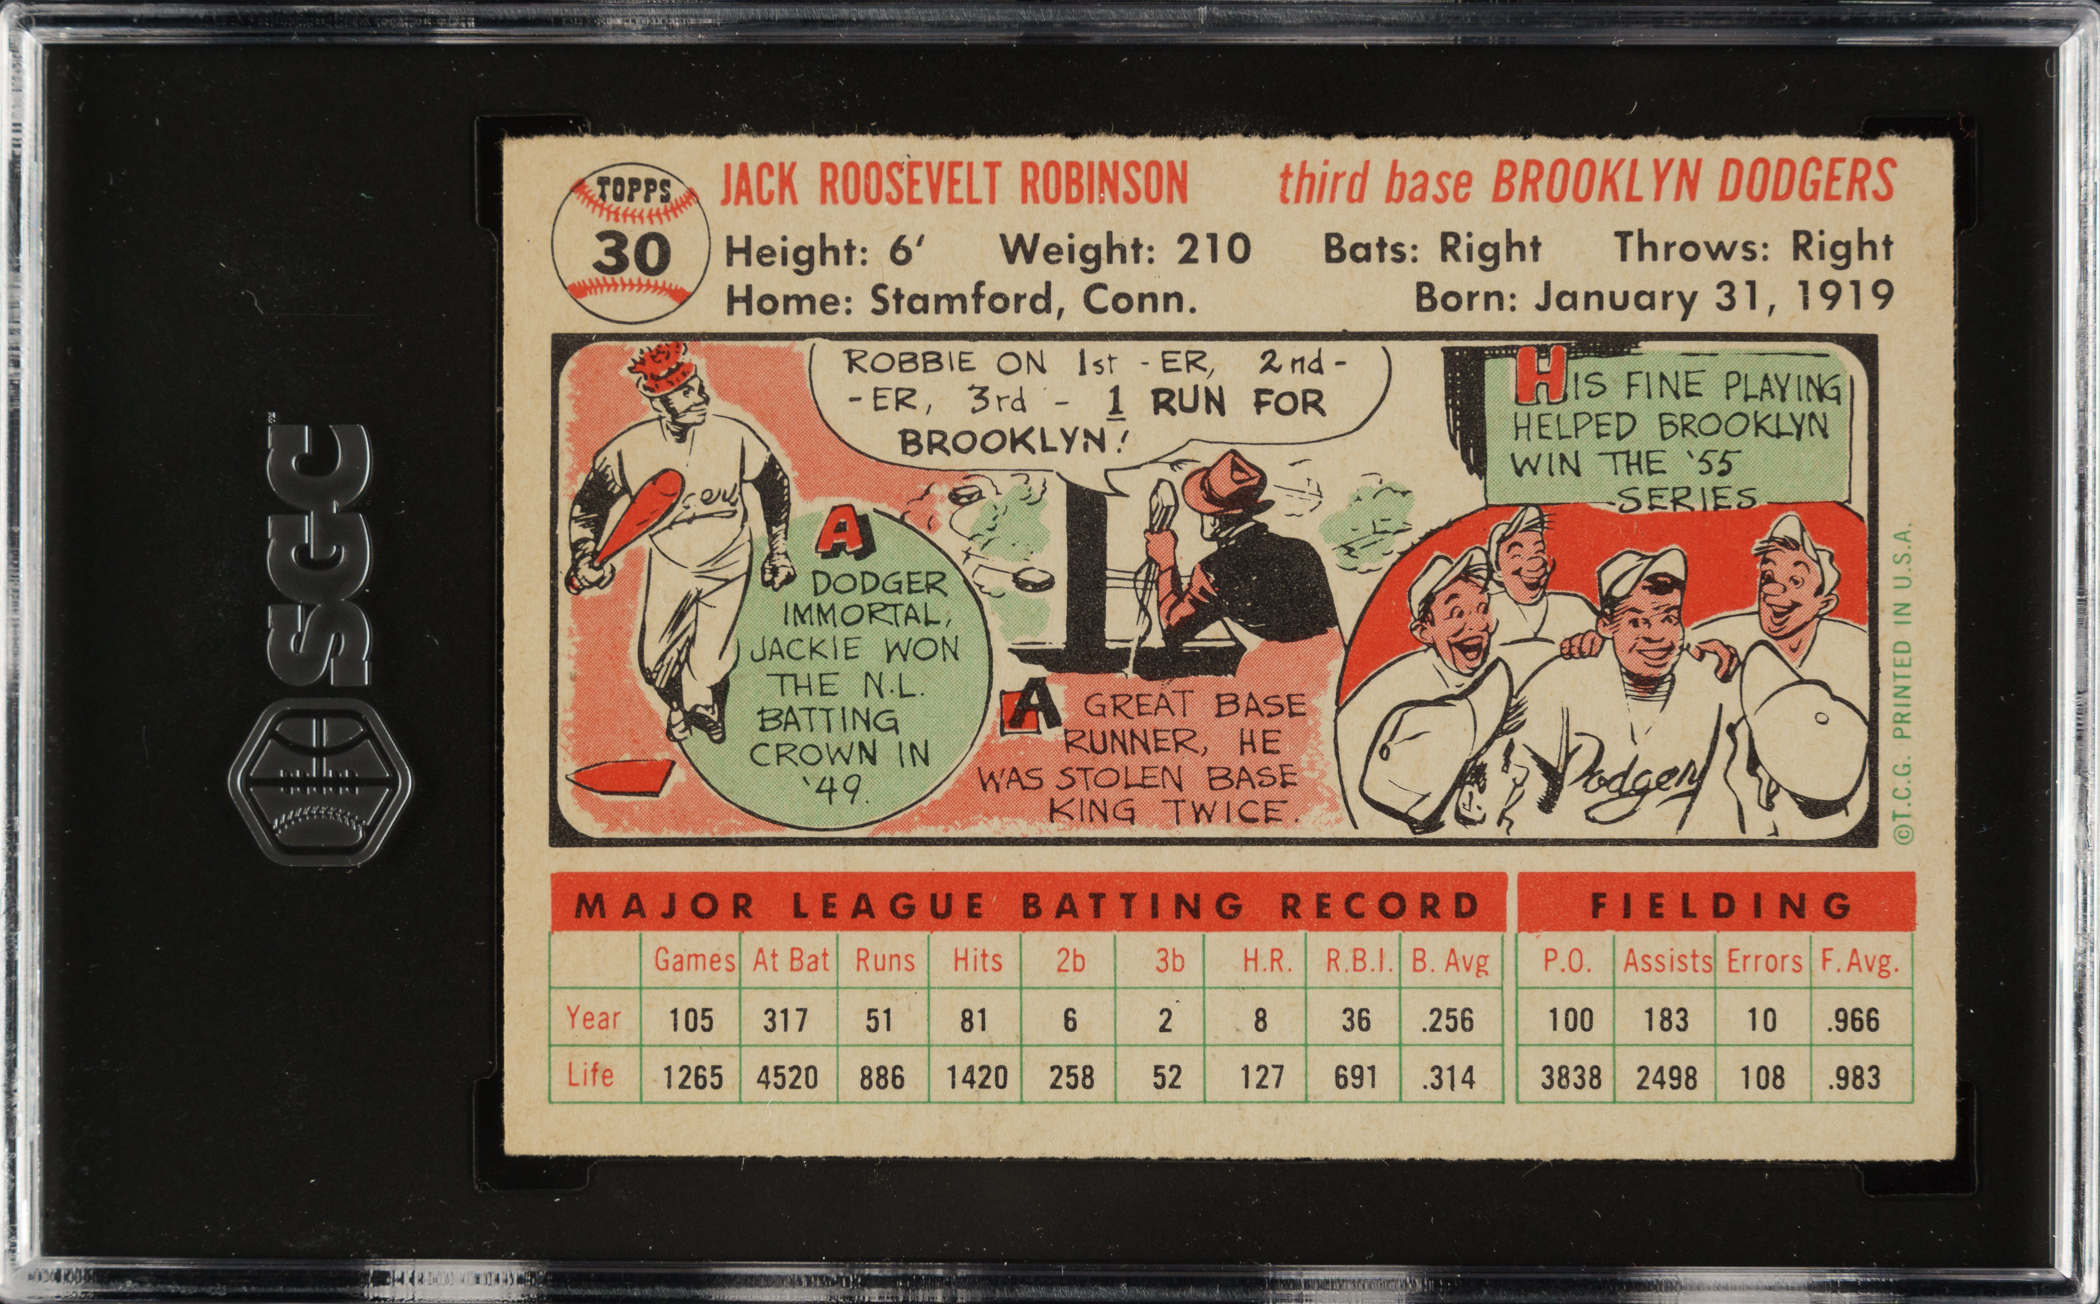 SGC
TOPPS
30
JACK ROOSEVELT ROBINSON third base BROOKLYN DODGERS
Height: 6' Weight: 210 Bats: Right Throws: Right
Home: Stamford, Conn. Born: January 31, 1919
ROBBIE ON 1st -ER, 2nd-
-ER, 3rd - 1 RUN FOR
BROOKLYN!
A
DODGER
IMMORTAL,
JACKIE WON
THE N.L.
BATTING
CROWN IN
'49.
A GREAT BASE
RUNNER, HE
WAS STOLEN BASE
KING TWICE.
HIS FINE PLAYING
HELPED BROOKLYN
WIN THE '55
SERIES
Dodgers
©T.C.G. PRINTED IN U.S.A.
MAJOR LEAGUE BATTING RECORD FIELDING
Games At Bat Runs Hits 2b 3b H.R. R.B.I. B. Avg P.O. Assists Errors F. Avg.
Year 105 317 51 81 6 2 8 36 .256 100 183 10 .966
Life 1265 4520 886 1420 258 52 127 691 .314 3838 2498 108 .983